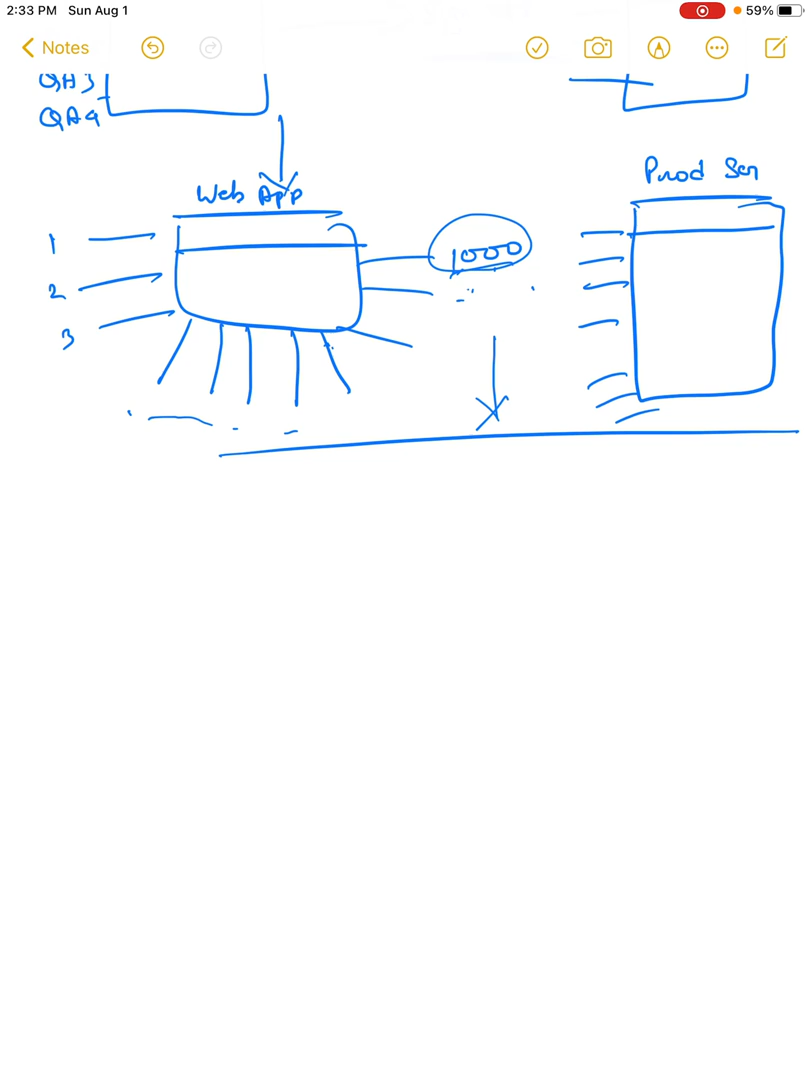 2:33 PM Sun Aug 1
59%
Notes
QA3
QA4
Prod Ser
Web App
1
1000
2
3